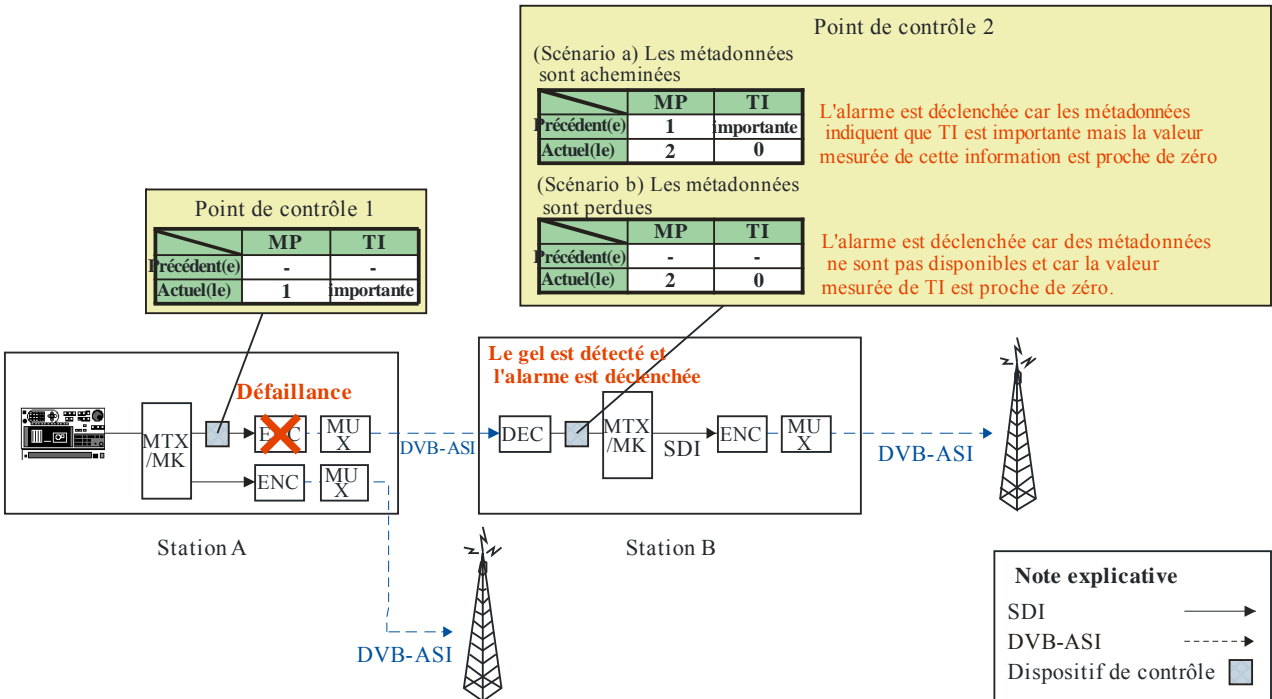 Point de contrôle 2
(Scénario a) Les métadonnées
sont acheminées
MP TI
Précédent(e) 1 importante
Actuel(le) 2 0
L'alarme est déclenchée car les métadonnées
indiquent que TI est importante mais la valeur
mesurée de cette information est proche de zéro
(Scénario b) Les métadonnées
sont perdues
MP TI
Précédent(e) - -
Actuel(le) 2 0
L'alarme est déclenchée car des métadonnées
ne sont pas disponibles et car la valeur
mesurée de TI est proche de zéro.
Point de contrôle 1
MP TI
Précédent(e) - -
Actuel(le) 1 importante
Défaillance
MTX
/MK
ENC
MU
X
DVB-ASI
ENC
MU
X
Station A
DVB-ASI
Le gel est détecté et
l'alarme est déclenchée
DEC
MTX
/MK
SDI
ENC
MU
X
DVB-ASI
Station B
Note explicative
SDI
DVB-ASI
Dispositif de contrôle